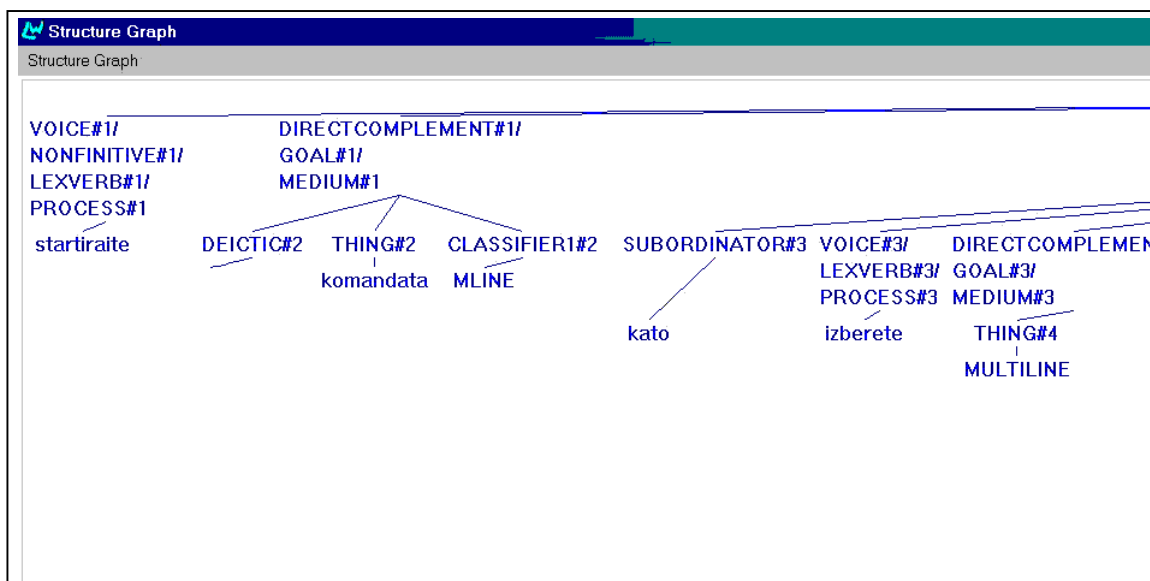 Structure Graph
Structure Graph
VOICE#1/ DIRECTCOMPLEMENT#1/
NONFINITIVE#1/ GOAL#1/
LEXVERB#1/ MEDIUM#1
PROCESS#1
startiraite DEICTIC#2 THING#2 CLASSIFIER1#2 SUBORDINATOR#3 VOICE#3/ DIRECTCOMPLEMEN
komandata MLINE LEXVERB#3/ GOAL#3/
PROCESS#3 MEDIUM#3
kato izberete THING#4
MULTILINE